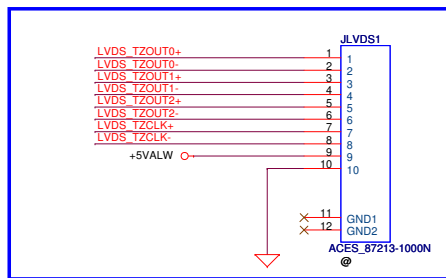 JLVDS1
LVDS_TZOUT0+ 1 1
LVDS_TZOUT0- 2 2
LVDS_TZOUT1+ 3 3
LVDS_TZOUT1- 4 4
LVDS_TZOUT2+ 5 5
LVDS_TZOUT2- 6 6
LVDS_TZCLK+ 7 7
LVDS_TZCLK- 8 8
+5VALW 9 9
10 10
11 GND1
12 GND2
ACES_87213-1000N
@